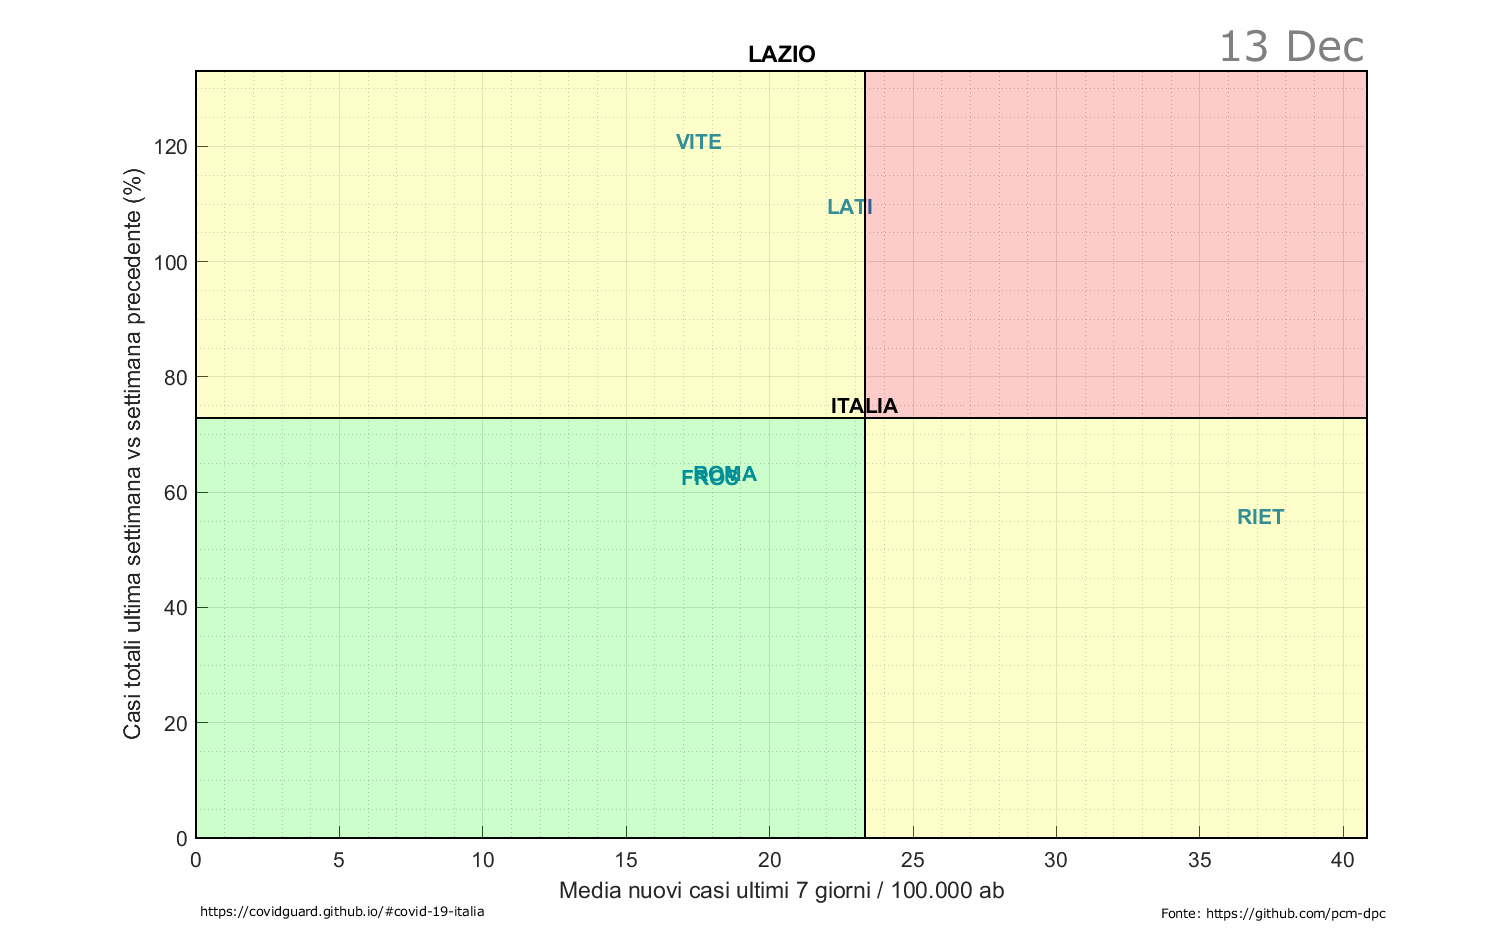 13 Dec
LAZIO
Casi totali ultima settimana vs settimana precedente (%)
120
100
80
60
40
20
0
VITE
LATI
ITALIA
ROMA
FROS
RIET
0 5 10 15 20 25 30 35 40
Media nuovi casi ultimi 7 giorni / 100.000 ab
https://covidguard.github.io/#covid-19-italia
Fonte: https://github.com/pcm-dpc